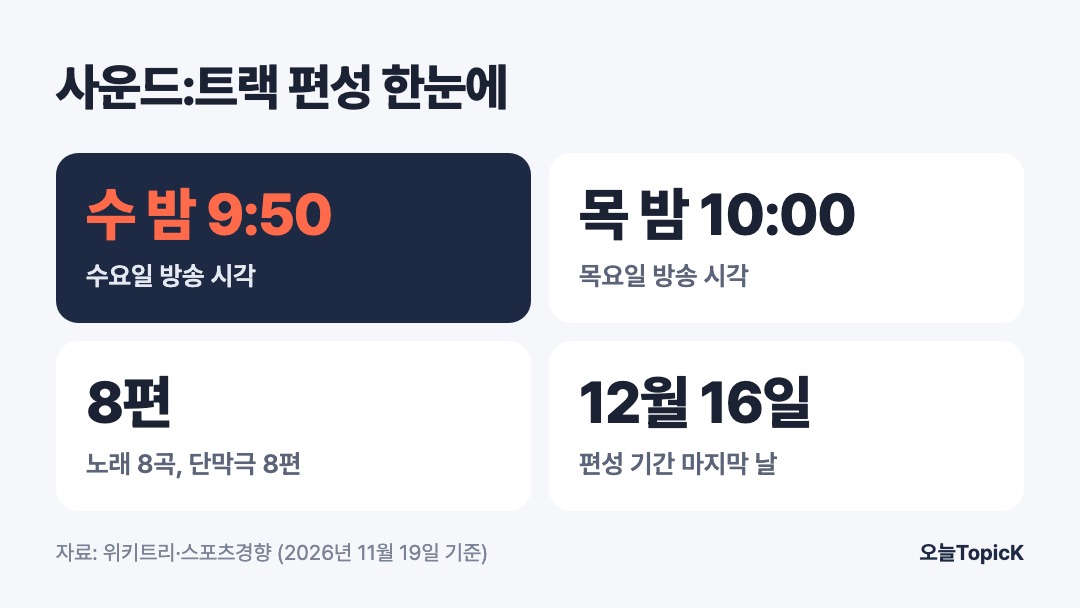 사운드:트랙 편성 한눈에
수 밤 9:50
수요일 방송 시각
목 밤 10:00
목요일 방송 시각
8편
노래 8곡, 단막극 8편
12월 16일
편성 기간 마지막 날
자료: 위키트리·스포츠경향 (2026년 11월 19일 기준)
오늘TopicK